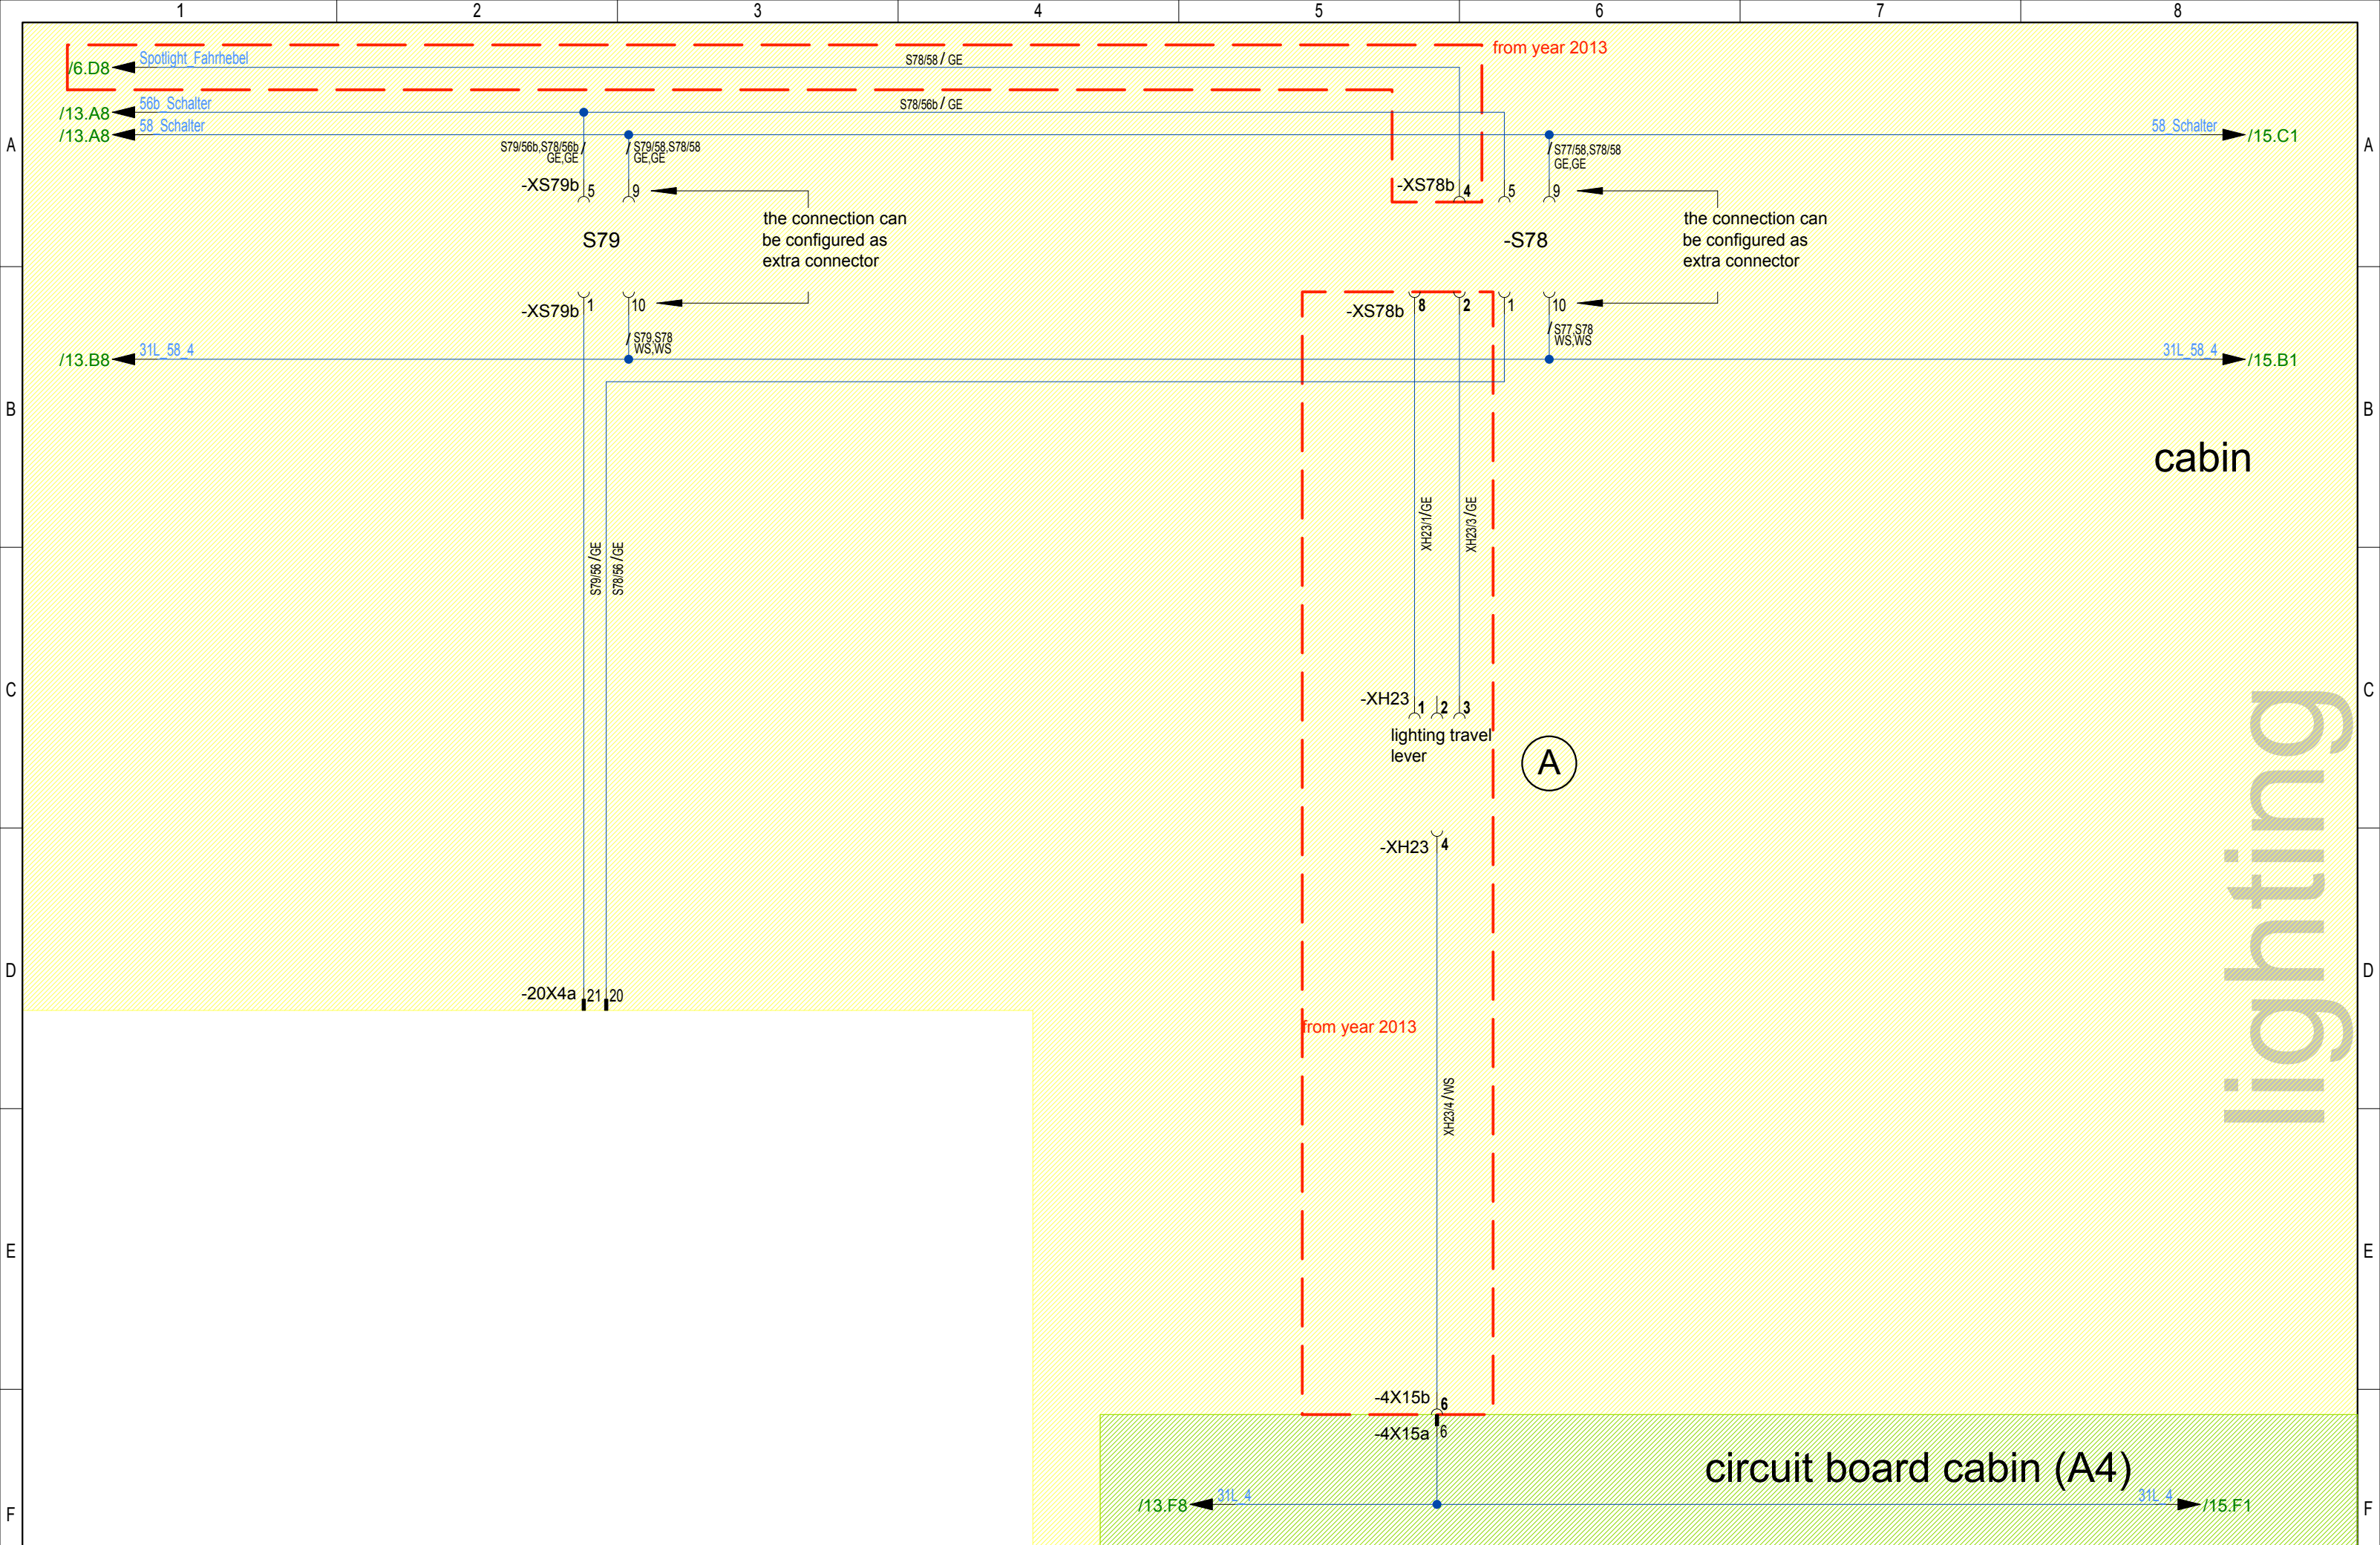 1 2 3 4 5 6 7 8
from year 2013
/6.D8 Spotlight_Fahrhebel S78/58 / GE
/13.A8 56b_Schalter S78/56b / GE
/13.A8 58_Schalter 58_Schalter /15.C1
A A
S79/56b,S78/56b / / S79/58,S78/58 / S77/58,S78/58
GE,GE GE,GE GE,GE
-XS79b 5 9 -XS78b 4 5 9
the connection can
be configured as
extra connector
the connection can
be configured as
extra connector
S79 -S78
-XS79b 1 10 -XS78b 8 2 1 10
/ S79,S78
WS,WS
/ S77,S78
WS,WS
/13.B8 31L_58_4 31L_58_4 /15.B1
B B
cabin
XH23/1/GE XH23/3/GE
S79/56 /GE S78/56 /GE
C C
-XH23 1 2 3
lighting travel
lever
A
lighting
-XH23 4
D D
-20X4a 21 20
from year 2013
XH23/4 /WS
E E
-4X15b 6
-4X15a 6
circuit board cabin (A4)
/13.F8 31L_4 31L_4 /15.F1
F F